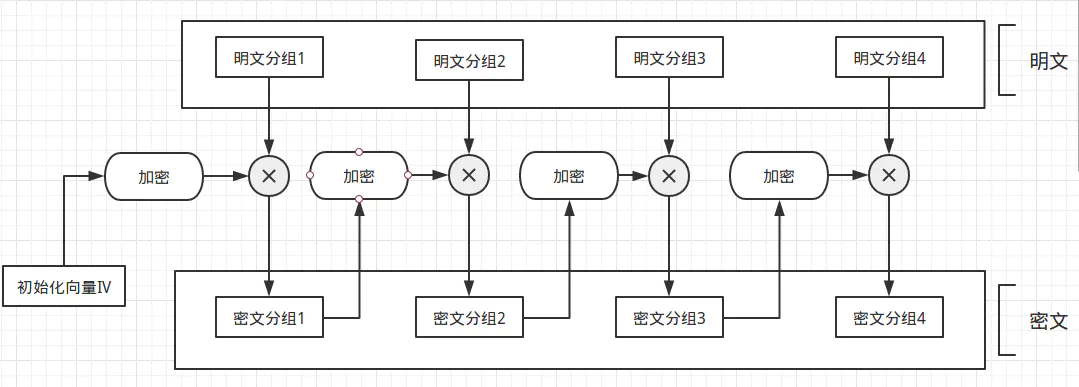 明文分组1
明文分组2
明文分组3
明文分组4
明文
加密
加密
加密
加密
初始化向量IV
密文分组1
密文分组2
密文分组3
密文分组4
密文